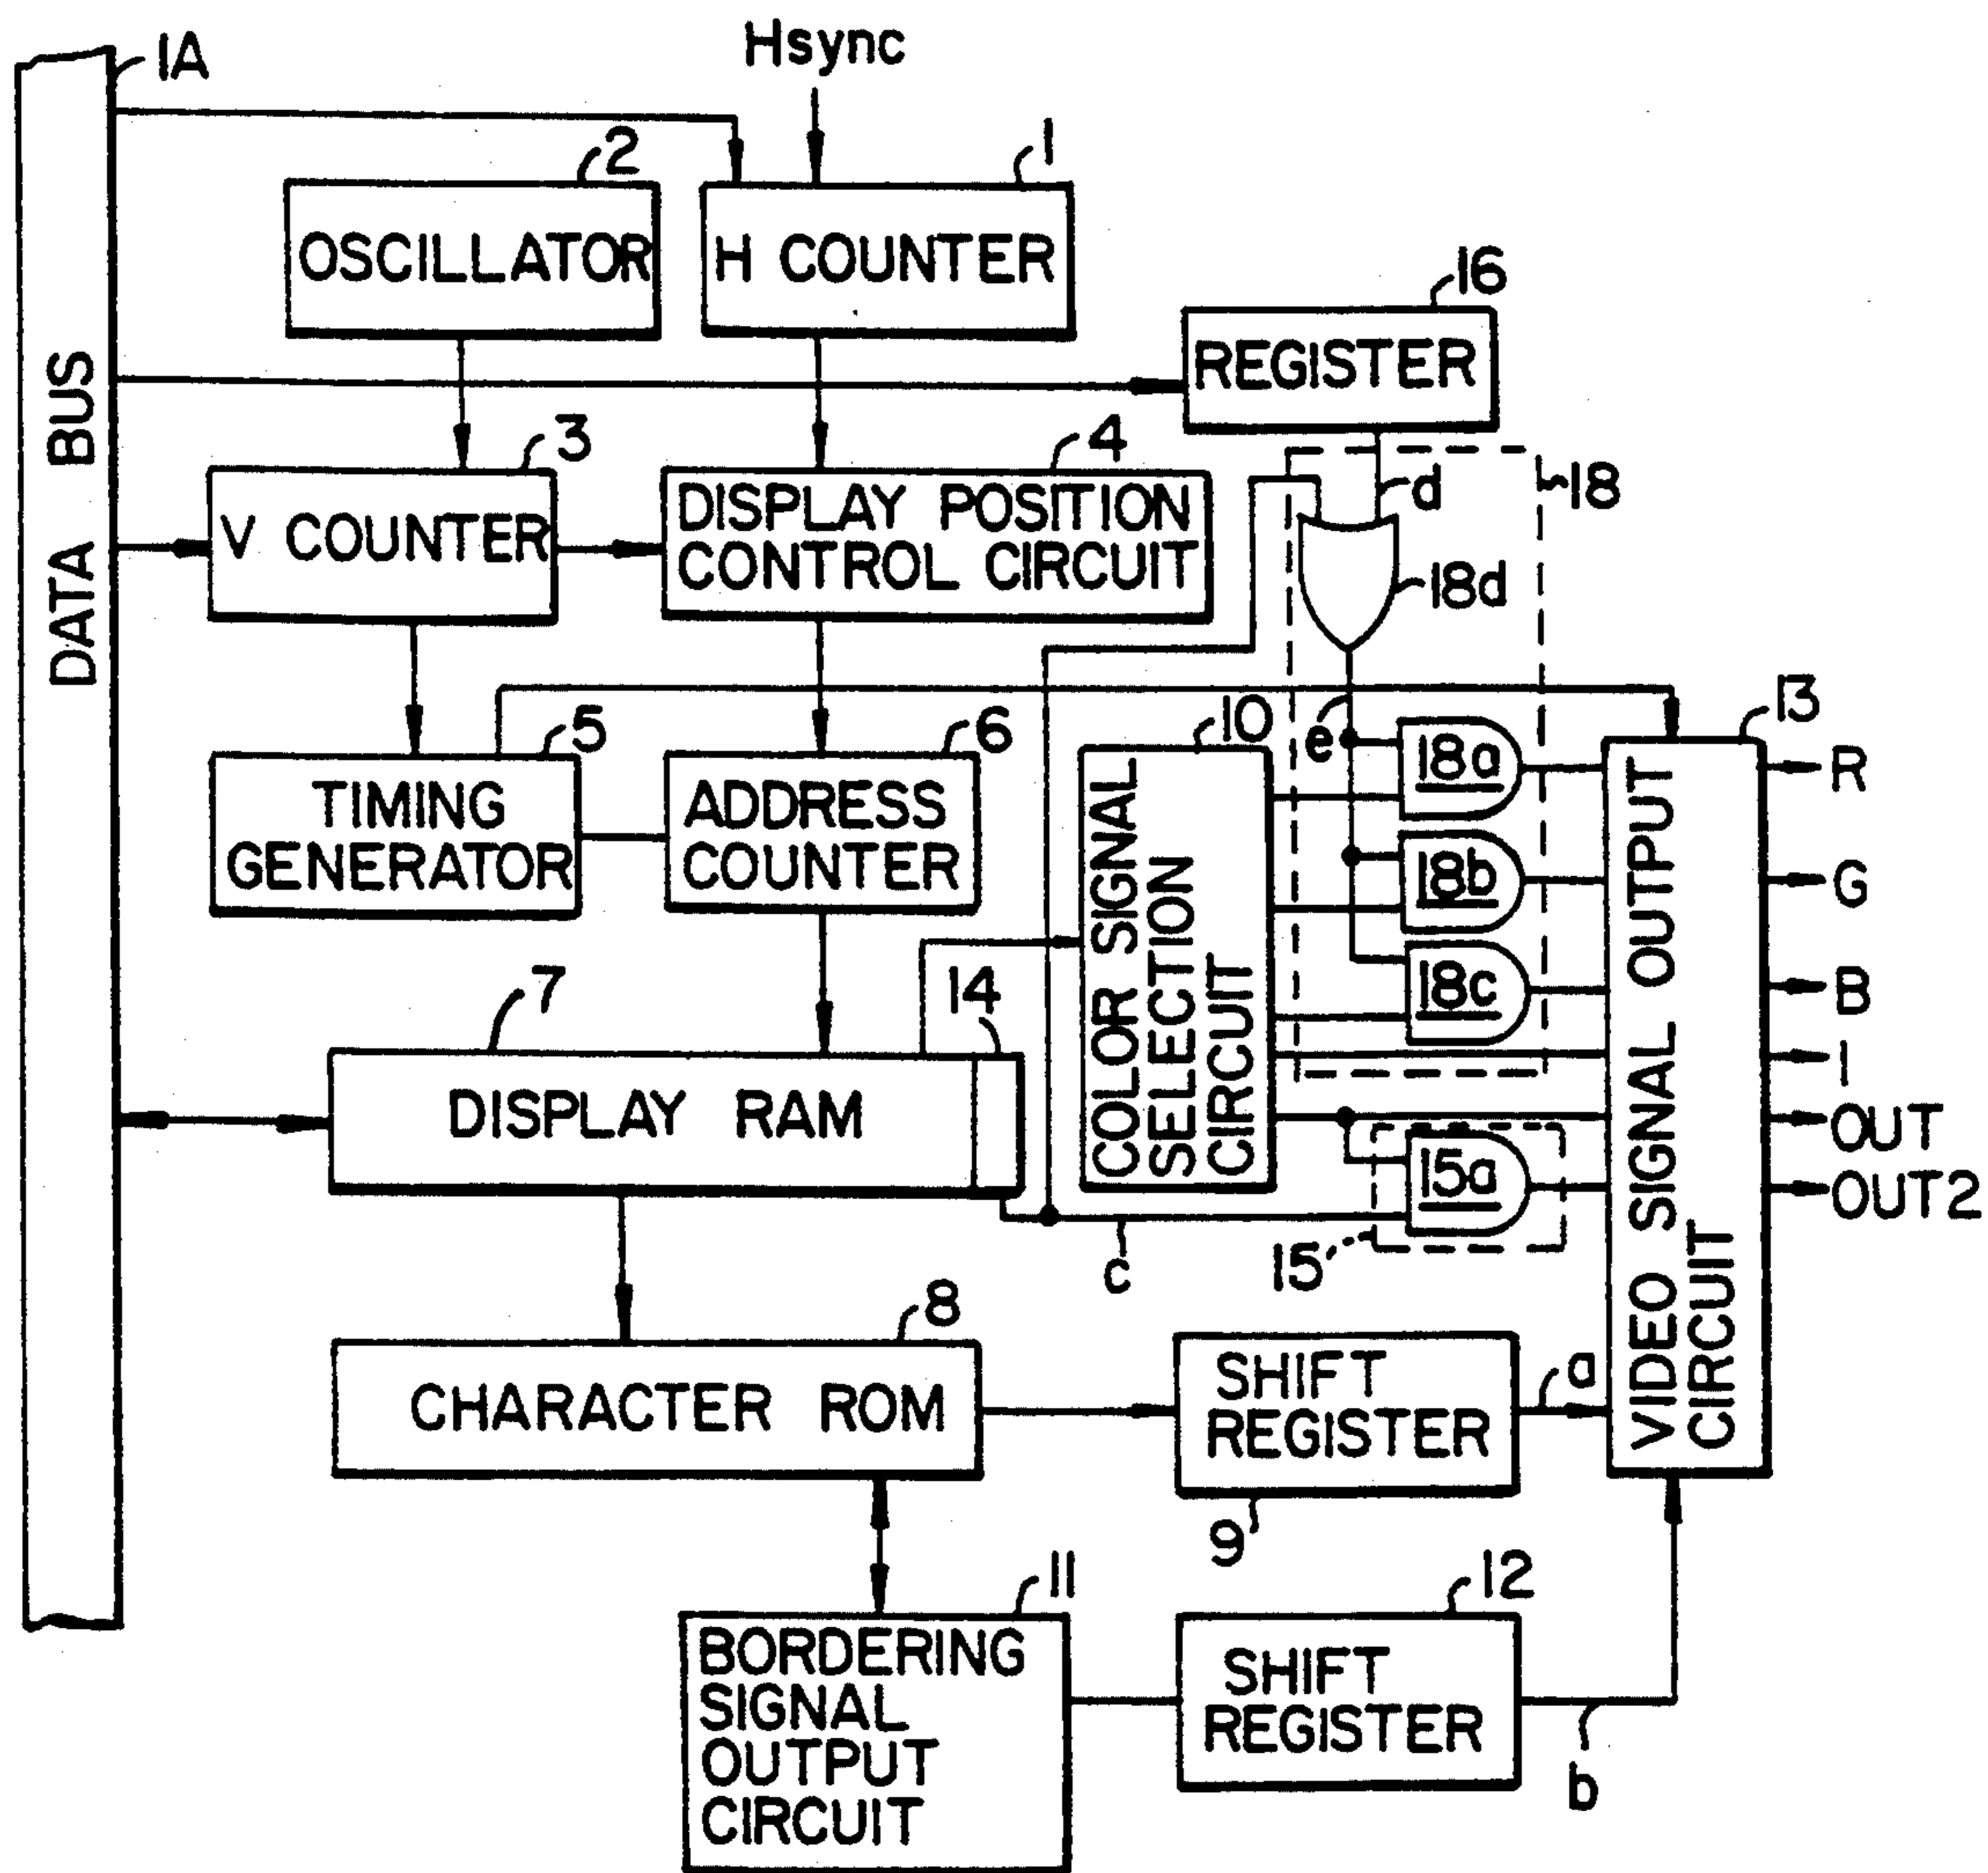 1A
Hsync
2
1
OSCILLATOR
H COUNTER
16
REGISTER
DATA BUS
3
4
d
18
V COUNTER
DISPLAY POSITION
CONTROL CIRCUIT
18d
5
6
10
e
13
TIMING
GENERATOR
ADDRESS
COUNTER
COLOR SIGNAL
SELECTION
CIRCUIT
18a
18b
18c
15a
VIDEO SIGNAL OUTPUT
CIRCUIT
R
G
B
I
OUT
OUT2
7
14
DISPLAY RAM
15
c
8
CHARACTER ROM
SHIFT
REGISTER
a
9
11
12
BORDERING
SIGNAL
OUTPUT
CIRCUIT
SHIFT
REGISTER
b